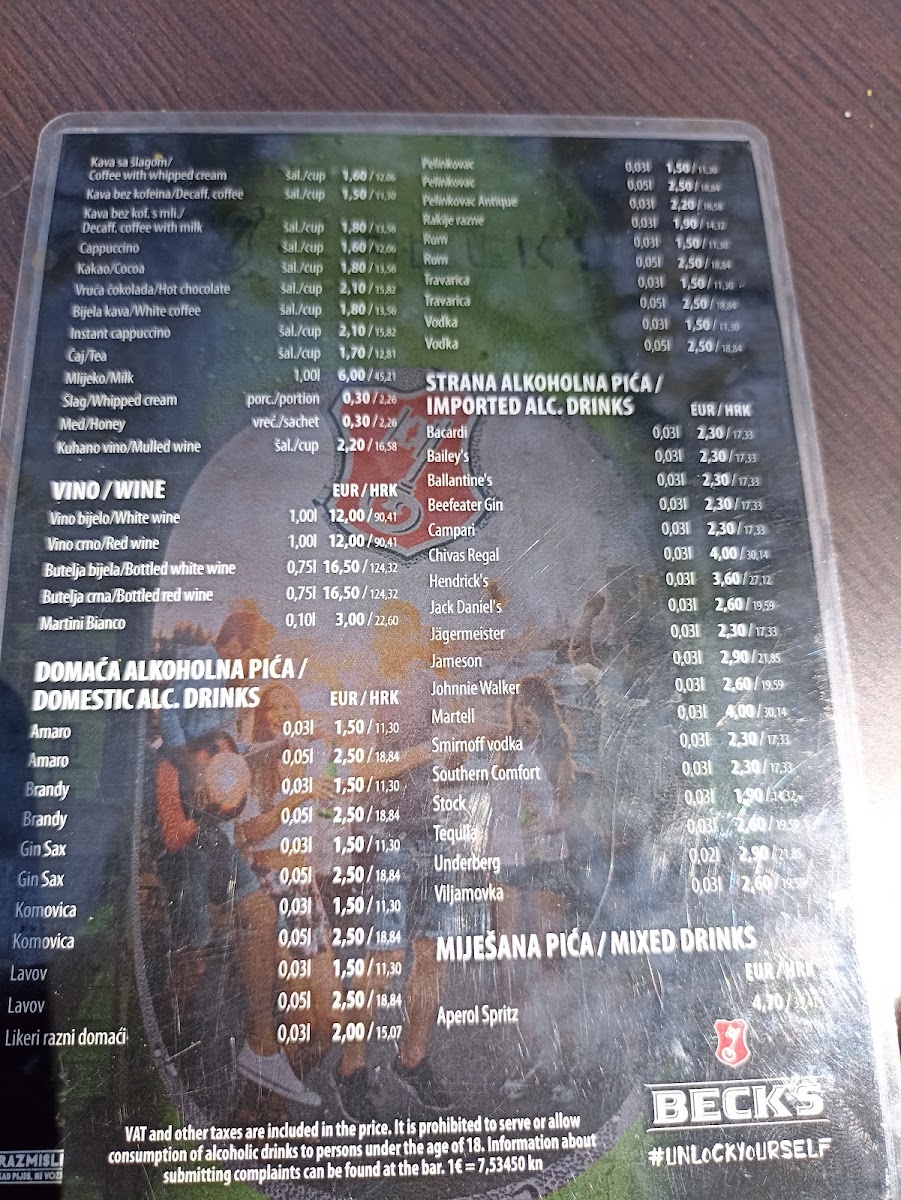 Kava sa šlagom/
Coffee with whipped cream šal./cup 1,60 / 12,06
Kava bez kofeina/Decaff. coffee šal./cup 1,50 / 11,30
Kava bez kof. s mli./
Decaff. coffee with milk šal./cup 1,80 / 13,56
Cappuccino šal./cup 1,60 / 12,06
Kakao/Cocoa šal./cup 1,80 / 13,56
Vruća čokolada/Hot chocolate šal./cup 2,10 / 15,82
Bijela kava/White coffee šal./cup 1,80 / 13,56
Instant cappuccino šal./cup 2,10 / 15,82
Čaj/Tea šal./cup 1,70 / 12,81
Mlijeko/Milk 1,00l 6,00 / 45,21
Šlag/Whipped cream porc./portion 0,30 / 2,26
Med/Honey vreć./sachet 0,30 / 2,26
Kuhano vino/Mulled wine šal./cup 2,20 / 16,58
VINO / WINE EUR / HRK
Vino bijelo/White wine 1,00l 12,00 / 90,41
Vino crno/Red wine 1,00l 12,00 / 90,41
Butelja bijela/Bottled white wine 0,75l 16,50 / 124,32
Butelja crna/Bottled red wine 0,75l 16,50 / 124,32
Martini Bianco 0,10l 3,00 / 22,60
DOMAĆA ALKOHOLNA PIĆA /
DOMESTIC ALC. DRINKS EUR / HRK
Amaro 0,03l 1,50 / 11,30
Amaro 0,05l 2,50 / 18,84
Brandy 0,03l 1,50 / 11,30
Brandy 0,05l 2,50 / 18,84
Gin Sax 0,03l 1,50 / 11,30
Gin Sax 0,05l 2,50 / 18,84
Komovica 0,03l 1,50 / 11,30
Komovica 0,05l 2,50 / 18,84
Lavov 0,03l 1,50 / 11,30
Lavov 0,05l 2,50 / 18,84
Likeri razni domaći 0,03l 2,00 / 15,07
Pelinkovac 0,03l 1,50 / 11,30
Pelinkovac 0,05l 2,50 / 18,84
Pelinkovac Antique 0,03l 2,20 / 16,58
Rakije razne 0,03l 1,90 / 14,32
Rum 0,03l 1,50 / 11,30
Rum 0,05l 2,50 / 18,84
Travarica 0,03l 1,50 / 11,30
Travarica 0,05l 2,50 / 18,84
Vodka 0,03l 1,50 / 11,30
Vodka 0,05l 2,50 / 18,84
STRANA ALKOHOLNA PIĆA /
IMPORTED ALC. DRINKS EUR / HRK
Bacardi 0,03l 2,30 / 17,33
Bailey's 0,03l 2,30 / 17,33
Ballantine's 0,03l 2,30 / 17,33
Beefeater Gin 0,03l 2,30 / 17,33
Campari 0,03l 2,30 / 17,33
Chivas Regal 0,03l 4,00 / 30,14
Hendrick's 0,03l 3,60 / 27,12
Jack Daniel's 0,03l 2,60 / 19,59
Jägermeister 0,03l 2,30 / 17,33
Jameson 0,03l 2,90 / 21,85
Johnnie Walker 0,03l 2,60 / 19,59
Martell 0,03l 4,00 / 30,14
Smirnoff vodka 0,03l 2,30 / 17,33
Southern Comfort 0,03l 2,30 / 17,33
Stock 0,03l 1,90 / 14,32
Tequila 0,03l 2,60 / 19,59
Underberg 0,02l 2,90 / 21,85
Viljamovka 0,03l 2,60 / 19,59
MIJEŠANA PIĆA / MIXED DRINKS
EUR / HRK
Aperol Spritz 4,70 /
BECK'S
#UNLOCKYOURSELF
VAT and other taxes are included in the price. It is prohibited to serve or allow
consumption of alcoholic drinks to persons under the age of 18. Information about
submitting complaints can be found at the bar. 1€ = 7,53450 kn
RAZMISLI